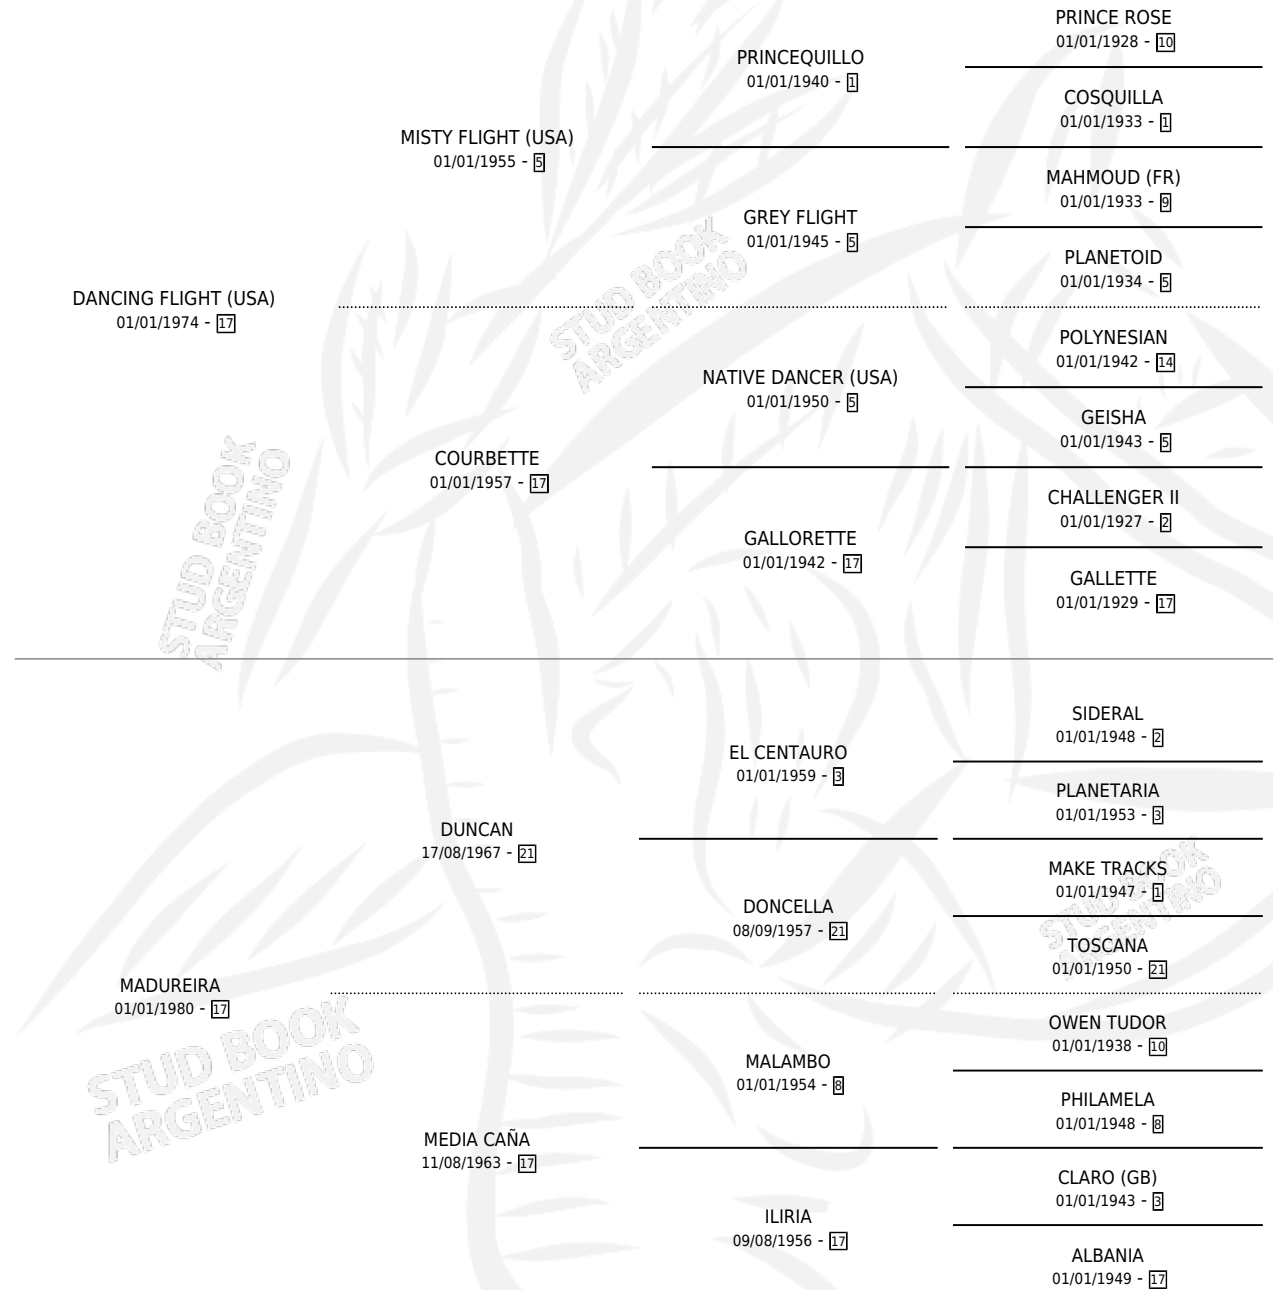 PRINCE ROSE
01/01/1928 - 10
PRINCEQUILLO
01/01/1940 - 1
COSQUILLA
01/01/1933 - 1
MISTY FLIGHT (USA)
01/01/1955 - 5
MAHMOUD (FR)
01/01/1933 - 9
GREY FLIGHT
01/01/1945 - 5
PLANETOID
01/01/1934 - 5
DANCING FLIGHT (USA)
01/01/1974 - 17
POLYNESIAN
01/01/1942 - 14
NATIVE DANCER (USA)
01/01/1950 - 5
GEISHA
01/01/1943 - 5
COURBETTE
01/01/1957 - 17
CHALLENGER II
01/01/1927 - 2
GALLORETTE
01/01/1942 - 17
GALLETTE
01/01/1929 - 17
SIDERAL
01/01/1948 - 2
EL CENTAURO
01/01/1959 - 3
PLANETARIA
01/01/1953 - 3
DUNCAN
17/08/1967 - 21
MAKE TRACKS
01/01/1947 - 1
DONCELLA
08/09/1957 - 21
TOSCANA
01/01/1950 - 21
MADUREIRA
01/01/1980 - 17
OWEN TUDOR
01/01/1938 - 10
MALAMBO
01/01/1954 - 8
PHILAMELA
01/01/1948 - 8
MEDIA CAÑA
11/08/1963 - 17
CLARO (GB)
01/01/1943 - 3
ILIRIA
09/08/1956 - 17
ALBANIA
01/01/1949 - 17
STUD BOOK
ARGENTINO
STUD BOOK
ARGENTINO
STUD BOOK
ARGENTINO
STUD BOOK
ARGENTINO